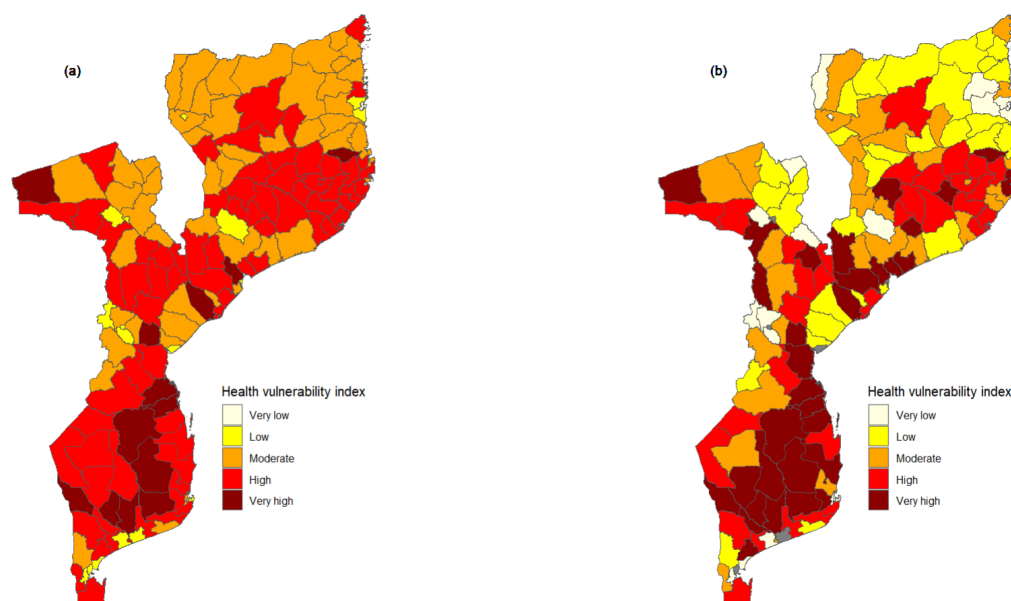 (a)
(b)
Health vulnerability index
Very low
Low
Moderate
High
Very high
Health vulnerability index
Very low
Low
Moderate
High
Very high